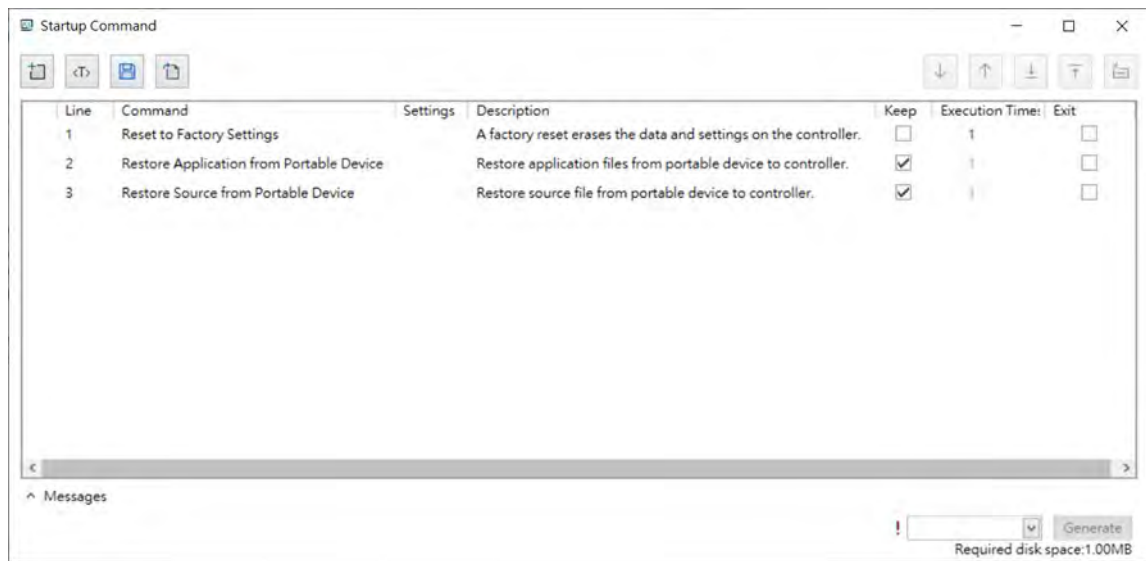 Startup Command
<T>
Line Command Settings Description Keep Execution Times Exit
1 Reset to Factory Settings A factory reset erases the data and settings on the controller. 1
2 Restore Application from Portable Device Restore application files from portable device to controller. 1
3 Restore Source from Portable Device Restore source file from portable device to controller. 1
Messages
! Generate
Required disk space:1.00MB